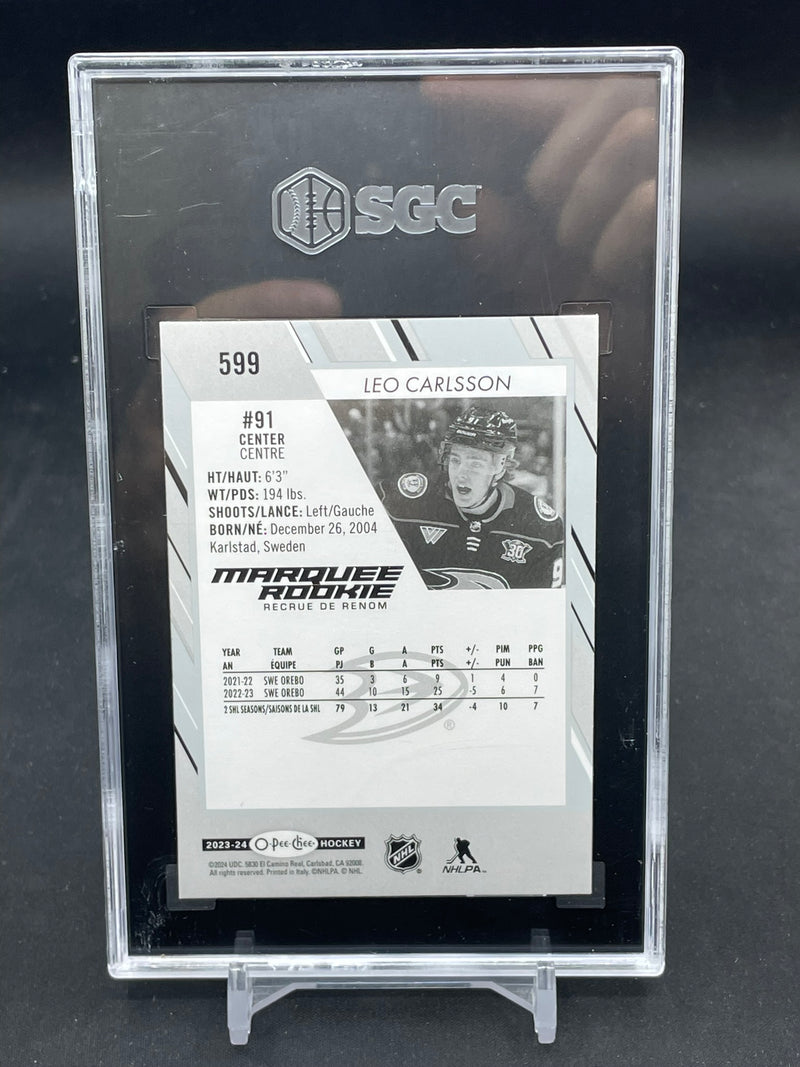 SGC
599
LEO CARLSSON
#91
CENTER
CENTRE
HT/HAUT: 6'3"
WT/PDS: 194 lbs.
SHOOTS/LANCE: Left/Gauche
BORN/NÉ: December 26, 2004
Karlstad, Sweden
91
30
MARQUEE
ROOKIE
RECRUE DE RENOM
YEAR TEAM GP G A PTS +/- PIM PPG
AN ÉQUIPE PJ B A PTS +/- PUN BAN
2021-22 SWE OREBO 35 3 6 9 1 4 0
2022-23 SWE OREBO 44 10 15 25 -5 6 7
2 SHL SEASONS/SAISONS DE LA SHL 79 13 21 34 -4 10 7
®
2023-24 O-Pee-Chee HOCKEY
NHL
NHLPA™
©2024 UDC. 5830 El Camino Real, Carlsbad, CA 92008.
All rights reserved. Printed in Italy. ©NHLPA. © NHL.